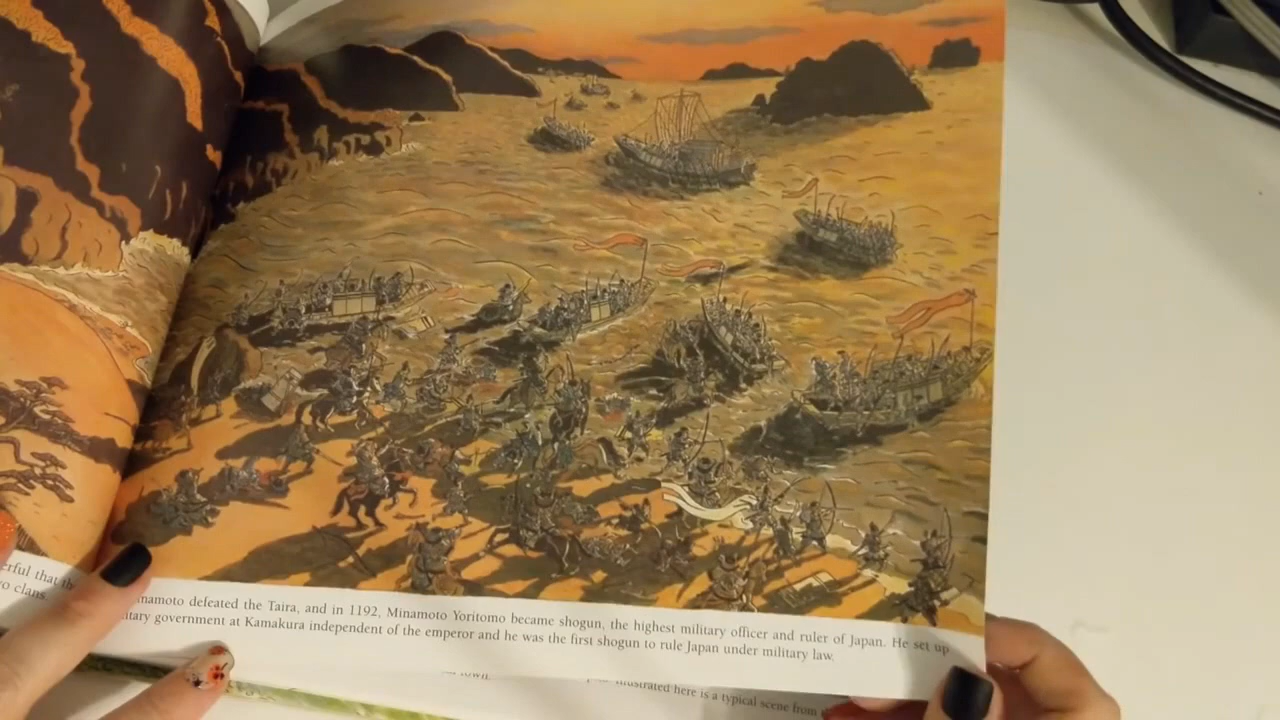 erful that th
o clans.
namoto defeated the Taira, and in 1192, Minamoto Yoritomo became shogun, the highest military officer and ruler of Japan. He set up
itary government at Kamakura independent of the emperor and he was the first shogun to rule Japan under military law.
town.
illustrated here is a typical scene from